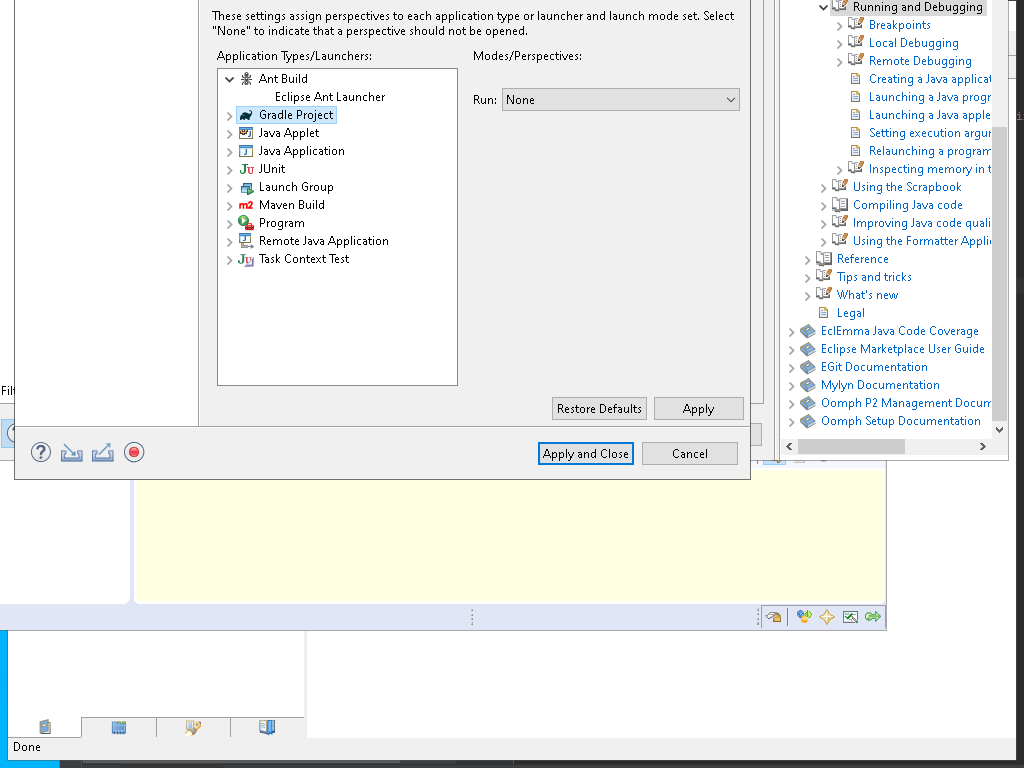 These settings assign perspectives to each application type or launcher and launch mode set. Select
"None" to indicate that a perspective should not be opened.
Application Types/Launchers:
Modes/Perspectives:
Ant Build
Eclipse Ant Launcher
Gradle Project
Java Applet
Java Application
Ju JUnit
Launch Group
m2 Maven Build
Program
Remote Java Application
Ju Task Context Test
Run: None
Restore Defaults
Apply
Apply and Close
Cancel
Running and Debugging
Breakpoints
Local Debugging
Remote Debugging
Creating a Java applicat
Launching a Java progr
Launching a Java apple
Setting execution argur
Relaunching a program
Inspecting memory in t
Using the Scrapbook
Compiling Java code
Improving Java code quali
Using the Formatter Appli
Reference
Tips and tricks
What's new
Legal
EclEmma Java Code Coverage
Eclipse Marketplace User Guide
EGit Documentation
Mylyn Documentation
Oomph P2 Management Docum
Oomph Setup Documentation
Done